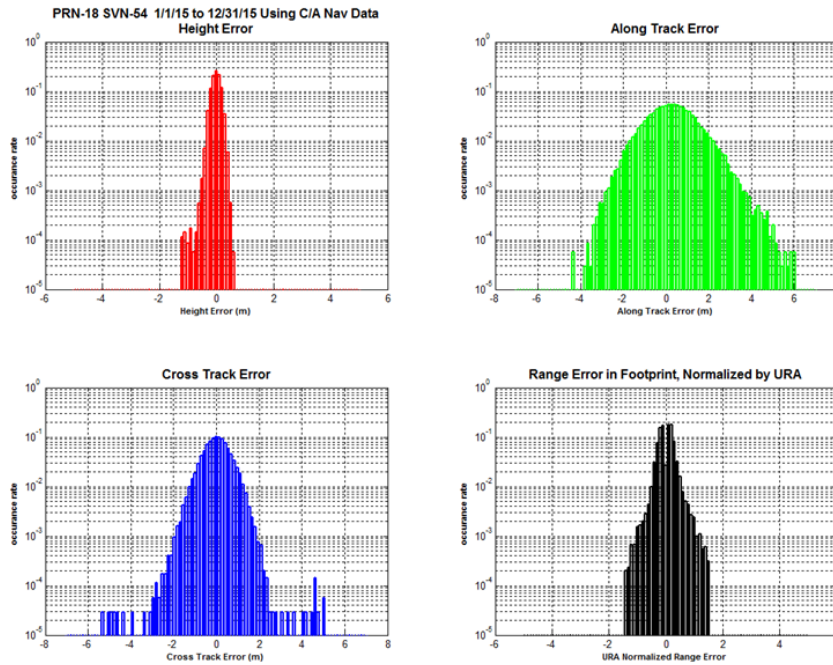 PRN-18 SVN-54 1/1/15 to 12/31/15 Using C/A Nav Data
Height Error
10^0
10^-1
10^-2
10^-3
10^-4
10^-5
occurance rate
-6 -4 -2 0 2 4 6
Height Error (m)
Along Track Error
10^0
10^-1
10^-2
10^-3
10^-4
10^-5
occurance rate
-8 -6 -4 -2 0 2 4 6 8
Along Track Error (m)
Cross Track Error
10^0
10^-1
10^-2
10^-3
10^-4
10^-5
occurance rate
-8 -6 -4 -2 0 2 4 6 8
Cross Track Error (m)
Range Error in Footprint, Normalized by URA
10^0
10^-1
10^-2
10^-3
10^-4
10^-5
occurance rate
-6 -4 -2 0 2 4 6
URA Normalized Range Error